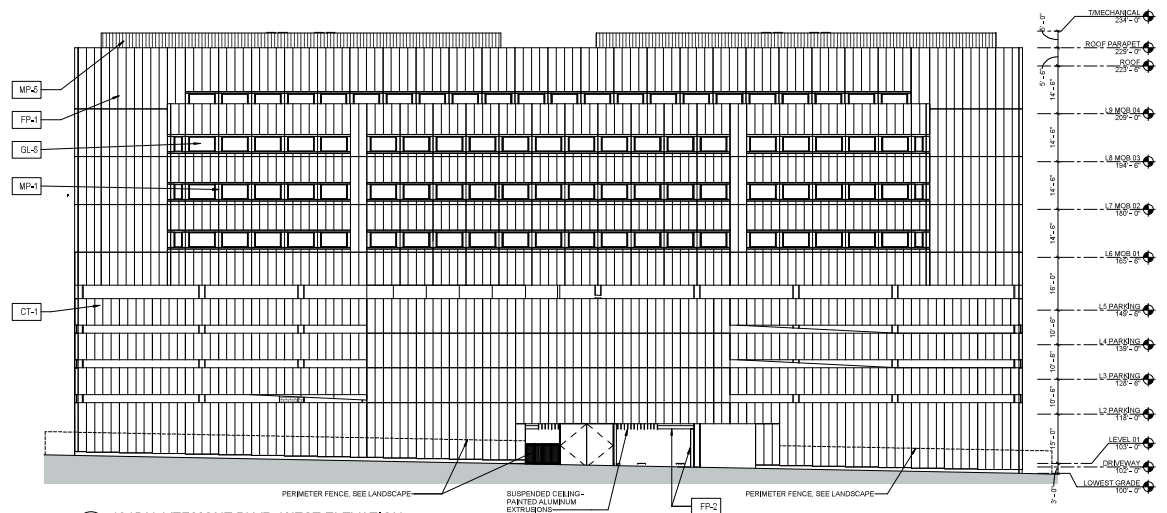 T/MECHANICAL
234'- 0"
5'- 0"
ROOF PARAPET
229'- 0"
ROOF
223'- 6"
5'- 6"
14'- 6"
MP-5
FP-1
L9 MOB 04
209'- 0"
14'- 6"
GL-5
L8 MOB 03
194'- 6"
14'- 6"
MP-1
L7 MOB 02
180'- 0"
14'- 6"
L6 MOB 01
165'- 6"
16'- 0"
CT-1
L5 PARKING
149'- 6"
10'- 6"
L4 PARKING
139'- 0"
10'- 6"
L3 PARKING
128'- 6"
10'- 6"
L2 PARKING
118'- 0"
15'- 0"
LEVEL 01
103'- 0"
DRIVEWAY
102'- 0"
LOWEST GRADE
100'- 0"
3'- 0"
PERIMETER FENCE, SEE LANDSCAPE
SUSPENDED CEILING-
PAINTED ALUMINUM
EXTRUSIONS
FP-2
PERIMETER FENCE, SEE LANDSCAPE